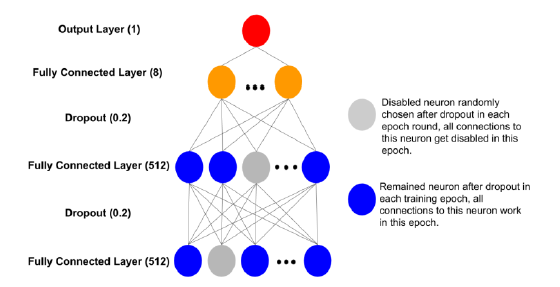 Output Layer (1)
Fully Connected Layer (8)
Dropout (0.2)
Fully Connected Layer (512)
Dropout (0.2)
Fully Connected Layer (512)
Disabled neuron randomly
chosen after dropout in each
epoch round, all connections to
this neuron get disabled in this
epoch.
Remained neuron after dropout in
each training epoch, all
connections to this neuron work
in this epoch.